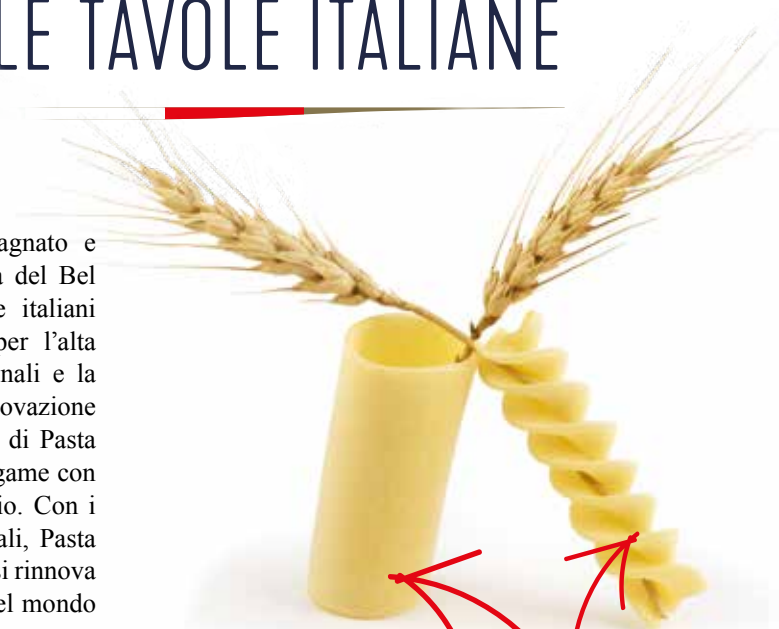 LE TAVOLE ITALIANE
agnato e
del Bel
e italiani
per l'alta
nali e la
ovazione
di Pasta
game con
io. Con i
ali, Pasta
si rinnova
el mondo